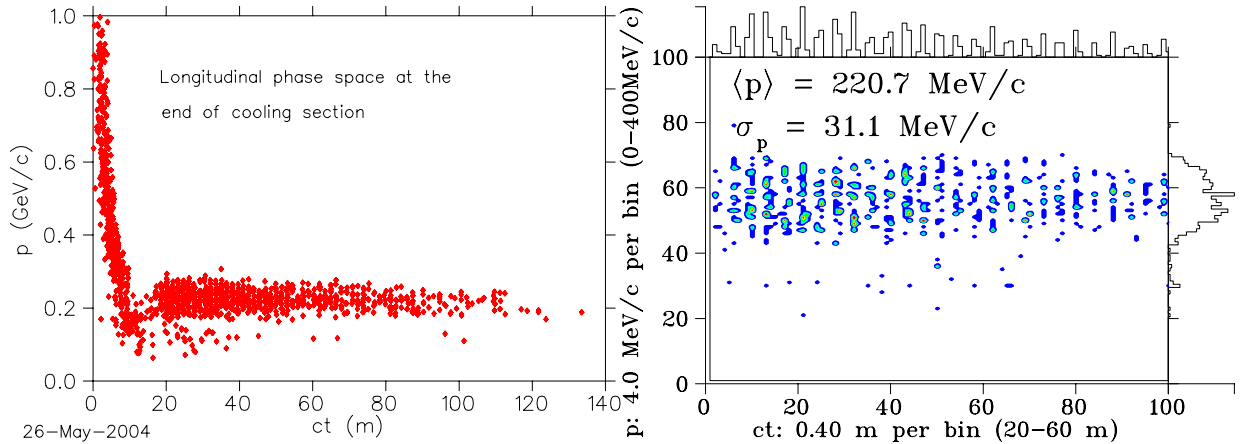 1.0
0.8
0.6
0.4
0.2
0.0
p (GeV/c)
Longitudinal phase space at the
end of cooling section
0 20 40 60 80 100 120 140
ct (m)
26-May-2004
p: 4.0 MeV/c per bin (0-400MeV/c)
100
80
60
40
20
0
⟨p⟩ = 220.7 MeV/c
σp = 31.1 MeV/c
0 20 40 60 80 100
ct: 0.40 m per bin (20-60 m)